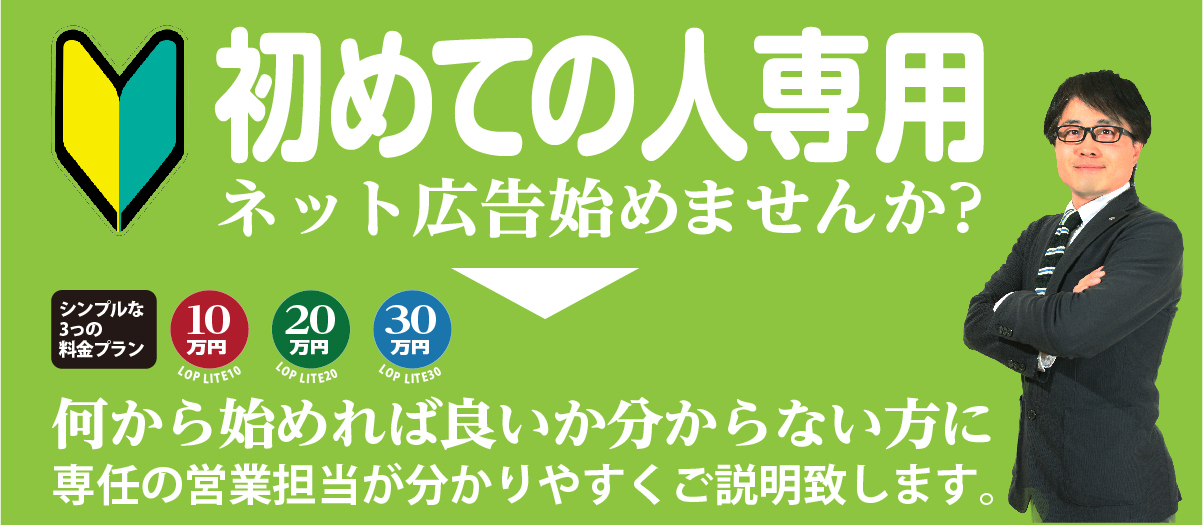 初めての人専用
ネット広告始めませんか?
シンプルな
3つの
料金プラン
10
万円
LOP LITE10
20
万円
LOP LITE20
30
万円
LOP LITE30
何から始めれば良いか分からない方に
専任の営業担当が分かりやすくご説明致します。